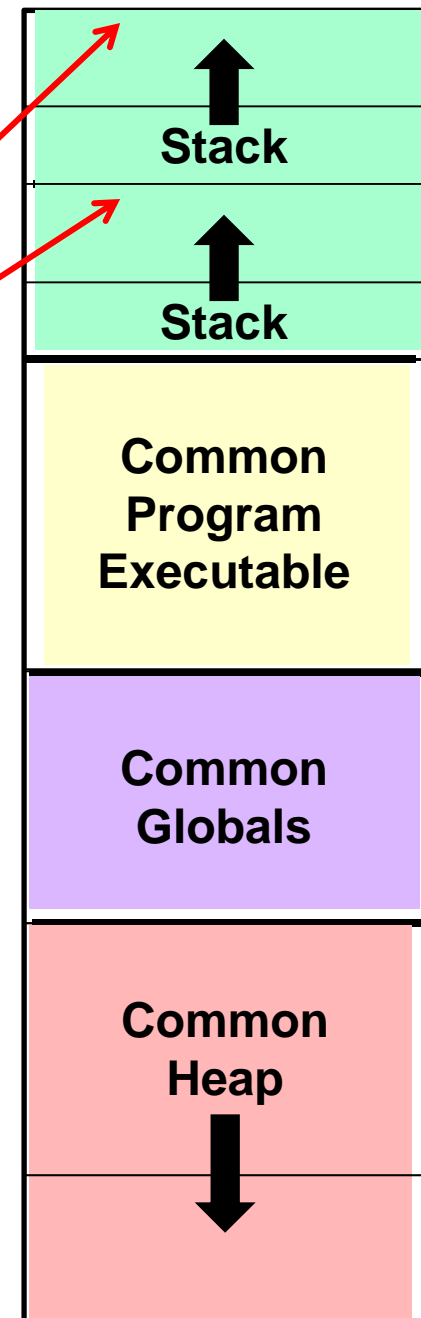 Stack
Stack
Common
Program
Executable
Common
Globals
Common
Heap